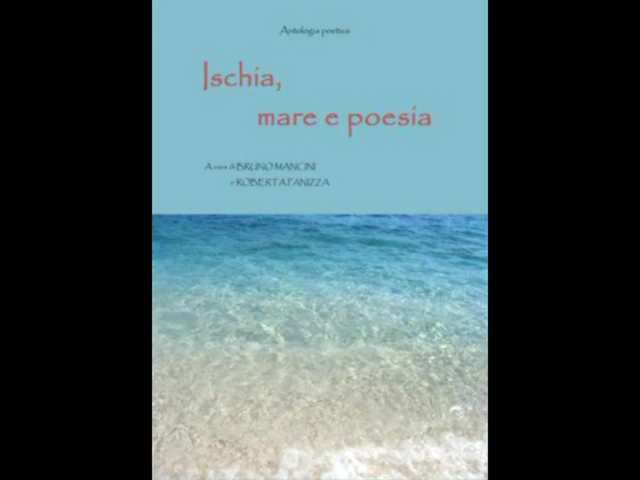 Antologia poetica
Ischia,
mare e poesia
A cura di BRUNO MANCINI
e ROBERTA PANIZZA